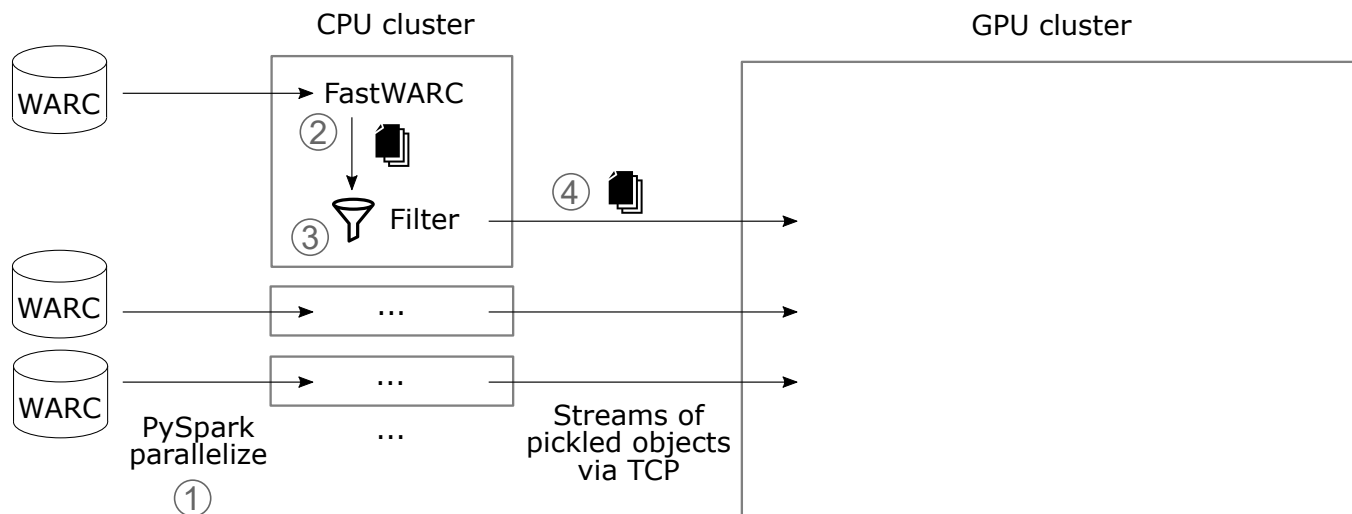 CPU cluster
GPU cluster
WARC
FastWARC
2
4
3
Filter
WARC
...
WARC
...
PySpark
parallelize
1
...
Streams of
pickled objects
via TCP